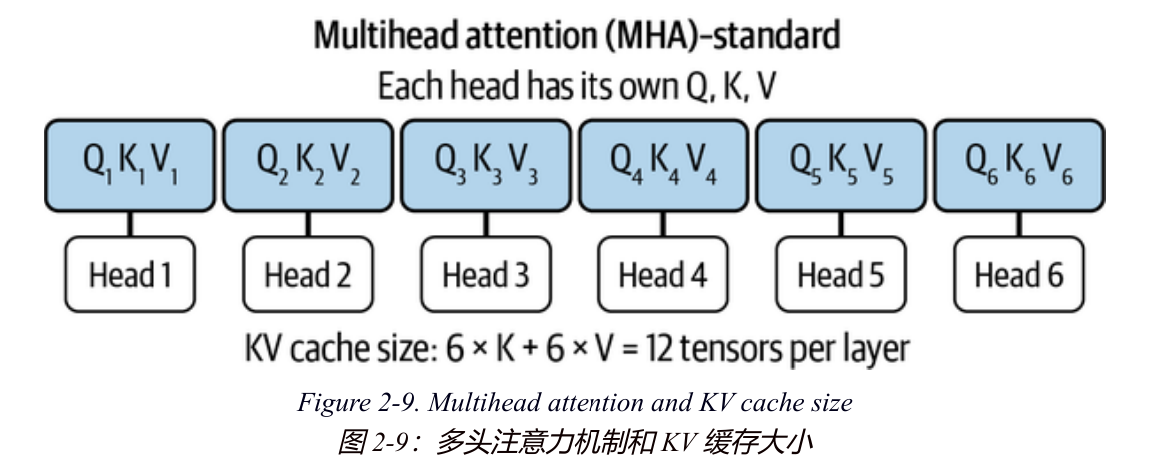 Multihead attention (MHA)–standard
Each head has its own Q, K, V
Q₁ K₁ V₁ Q₂ K₂ V₂ Q₃ K₃ V₃ Q₄ K₄ V₄ Q₅ K₅ V₅ Q₆ K₆ V₆
Head 1 Head 2 Head 3 Head 4 Head 5 Head 6
KV cache size: 6 × K + 6 × V = 12 tensors per layer
Figure 2-9. Multihead attention and KV cache size
图 2-9：多头注意力机制和 KV 缓存大小